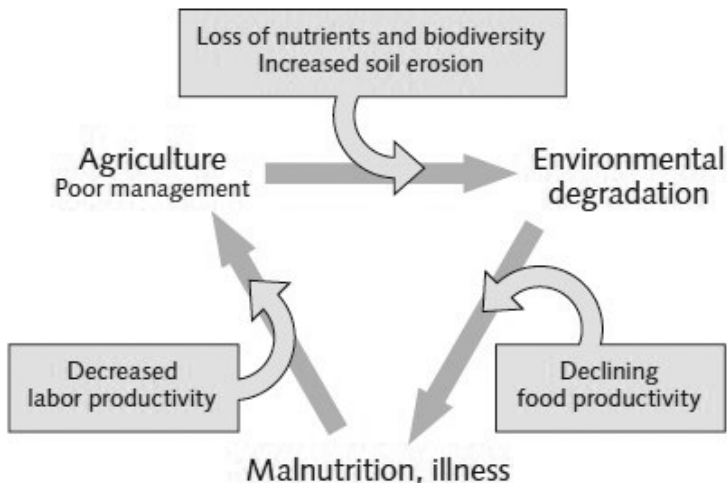 Loss of nutrients and biodiversity
Increased soil erosion
Agriculture
Poor management
Environmental
degradation
Decreased
labor productivity
Declining
food productivity
Malnutrition, illness